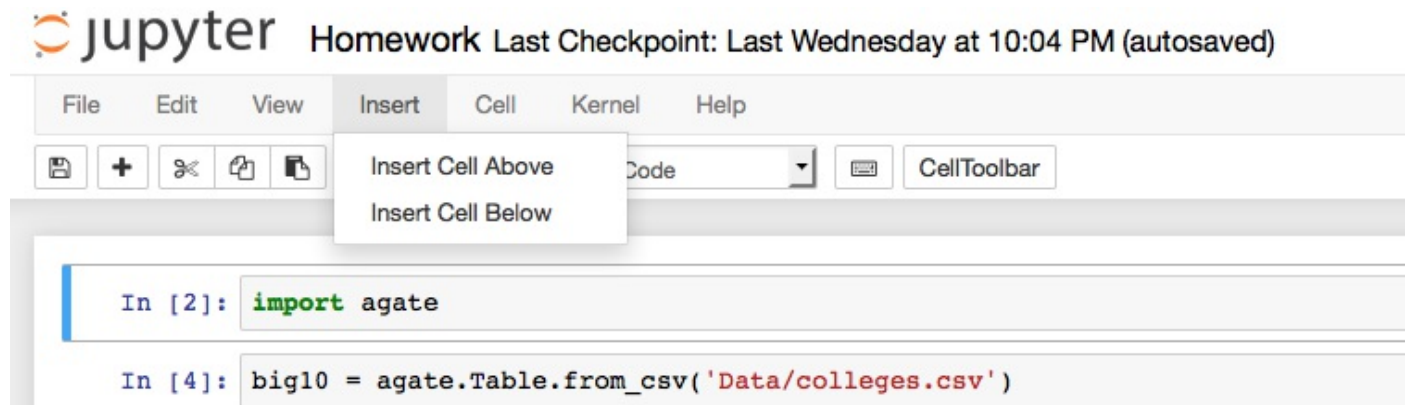 jupyter Homework Last Checkpoint: Last Wednesday at 10:04 PM (autosaved)
File Edit View Insert Cell Kernel Help
Insert Cell Above
Code CellToolbar
Insert Cell Below
In [2]: import agate
In [4]: big10 = agate.Table.from_csv('Data/colleges.csv')